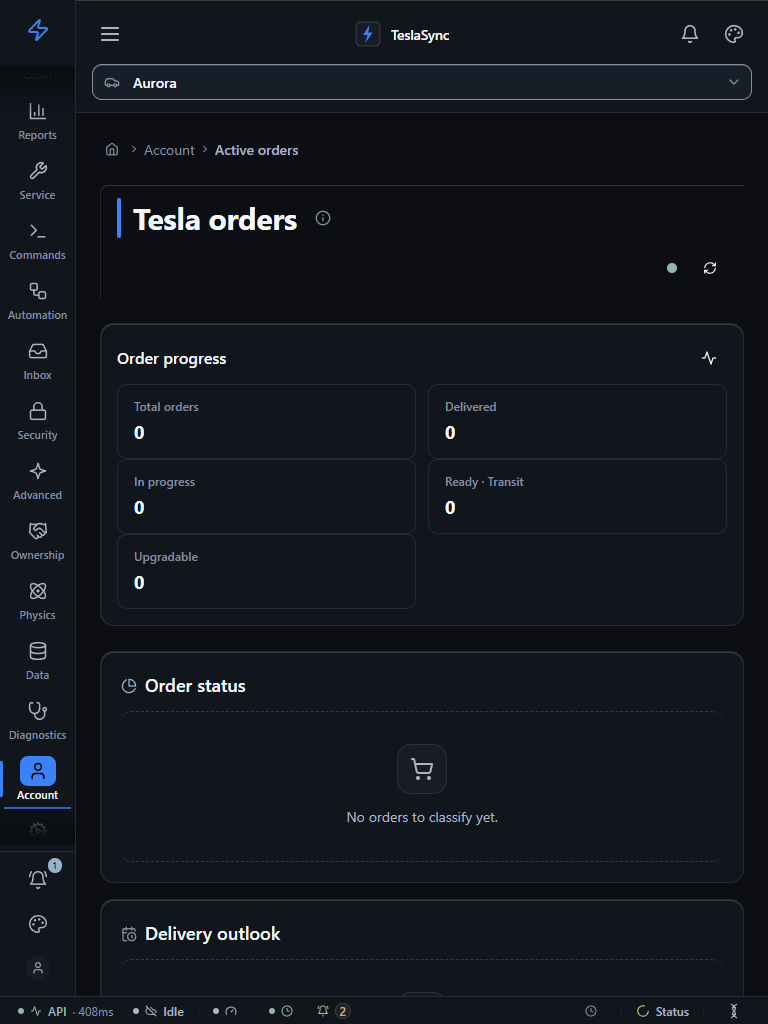 TeslaSync
Aurora
Account
Active orders
Tesla orders
Order progress
Total orders
0
Delivered
0
In progress
0
Ready · Transit
0
Upgradable
0
Order status
No orders to classify yet.
Delivery outlook
Reports
Service
Commands
Automation
Inbox
Security
Advanced
Ownership
Physics
Data
Diagnostics
Account
1
API · 408ms
Idle
2
Status